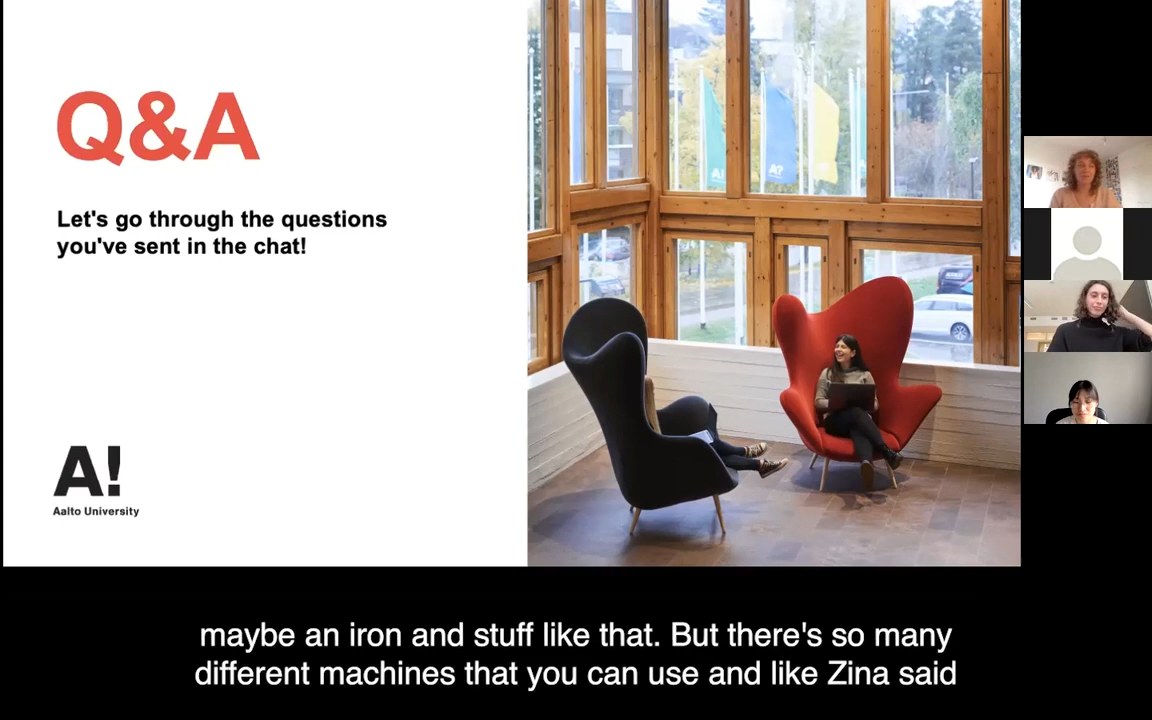 Q&A
Let's go through the questions
you've sent in the chat!
A!
Aalto University
A!
A?
maybe an iron and stuff like that. But there's so many
different machines that you can use and like Zina said